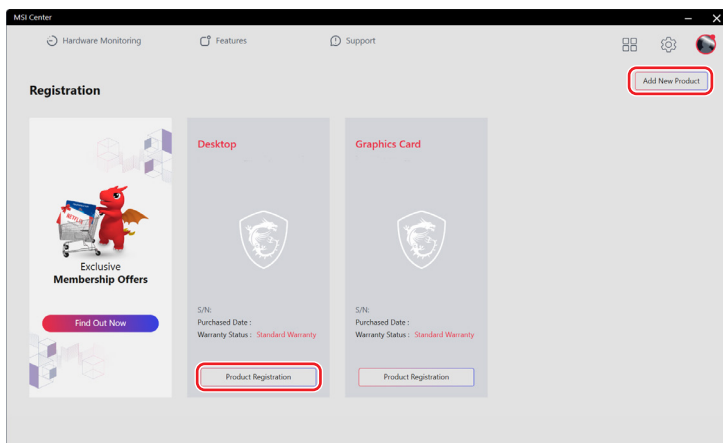 MSI Center
Hardware Monitoring
Features
Support
Add New Product
Registration
NETFLIX
Exclusive
Membership Offers
Find Out Now
Desktop
S/N:
Purchased Date :
Warranty Status : Standard Warranty
Product Registration
Graphics Card
S/N:
Purchased Date :
Warranty Status : Standard Warranty
Product Registration